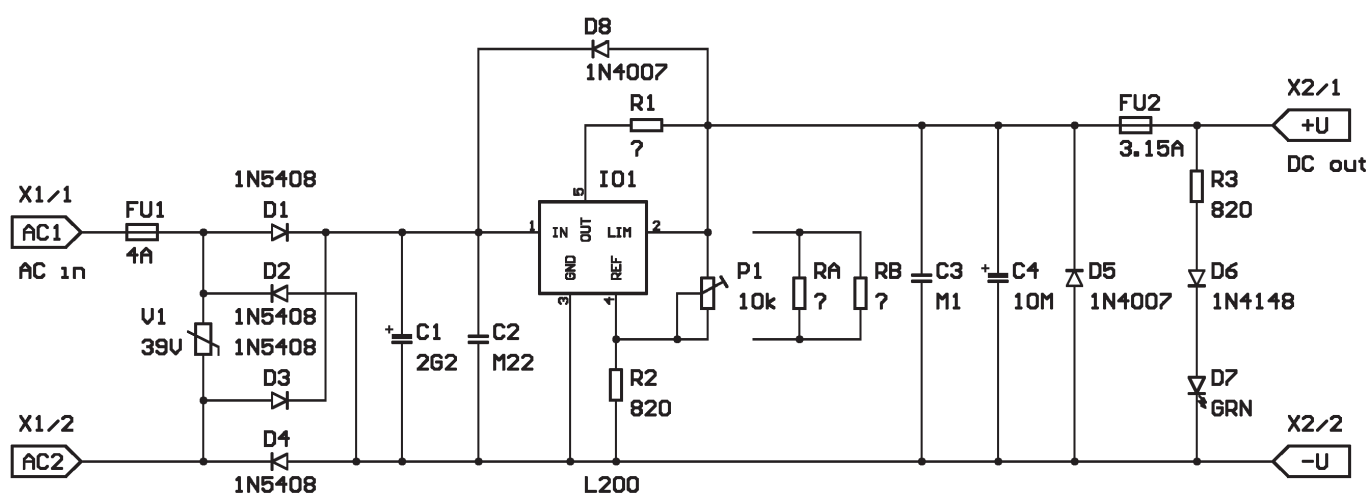 D8
1N4007
R1
?
X2/1
FU2
+U
3.15A
DC out
1N5408
IO1
5
X1/1
FU1
D1
R3
820
AC1
1
IN
OUT
LIM
2
4A
AC in
D2
GND
REF
P1
10k
RA
?
RB
?
C3
M1
+
C4
10M
D5
1N4007
D6
1N4148
3
4
V1
39V
1N5408
1N5408
+
C1
2G2
C2
M22
D3
R2
820
D7
GRN
X1/2
D4
X2/2
AC2
-U
1N5408
L200